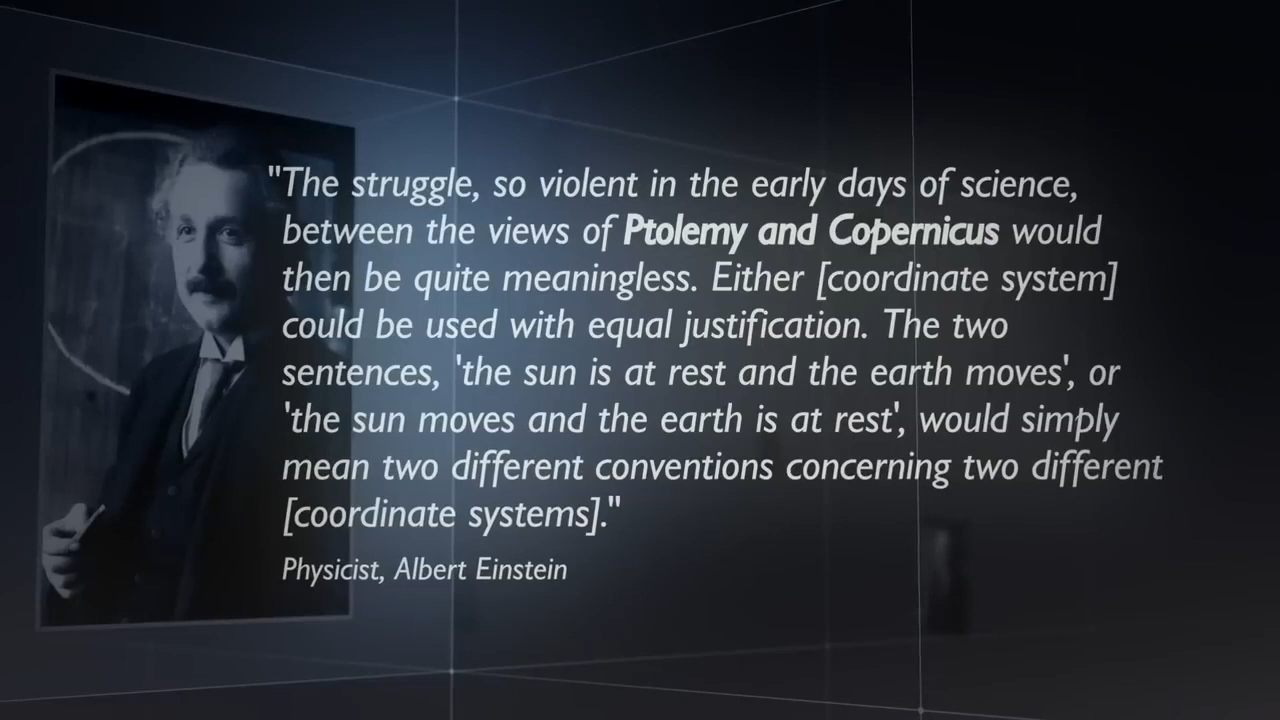 "The struggle, so violent in the early days of science,
between the views of Ptolemy and Copernicus would
then be quite meaningless. Either [coordinate system]
could be used with equal justification. The two
sentences, 'the sun is at rest and the earth moves', or
'the sun moves and the earth is at rest', would simply
mean two different conventions concerning two different
[coordinate systems]."
Physicist, Albert Einstein